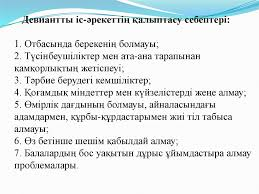 Девиантты іс-әрекеттің қалыптасу себептері:
1. Отбасында берекенің болмауы;
2. Түсінбеушіліктер мен ата-ана тарапынан
қамқорлықтың жетіспеуі;
3. Тәрбие берудегі кемшіліктер;
4. Қоғамдық міндеттер мен күйзелістерді жеңе алмау;
5. Өмірлік дағдының болмауы, айналасындағы
адамдармен, құрбы-құрдастарымен жиі тіл табыса
алмауы;
6. Өз бетінше шешім қабылдай алмау;
7. Балалардың бос уақытын дұрыс ұйымдастыра алмау
проблемалары.